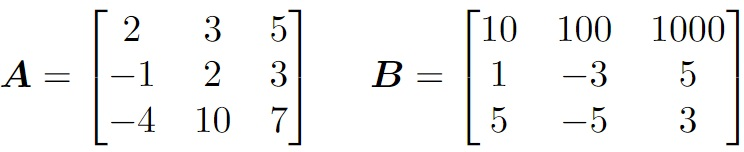 A = [2 3 5; -1 2 3; -4 10 7] B = [10 100 1000; 1 -3 5; 5 -5 3]